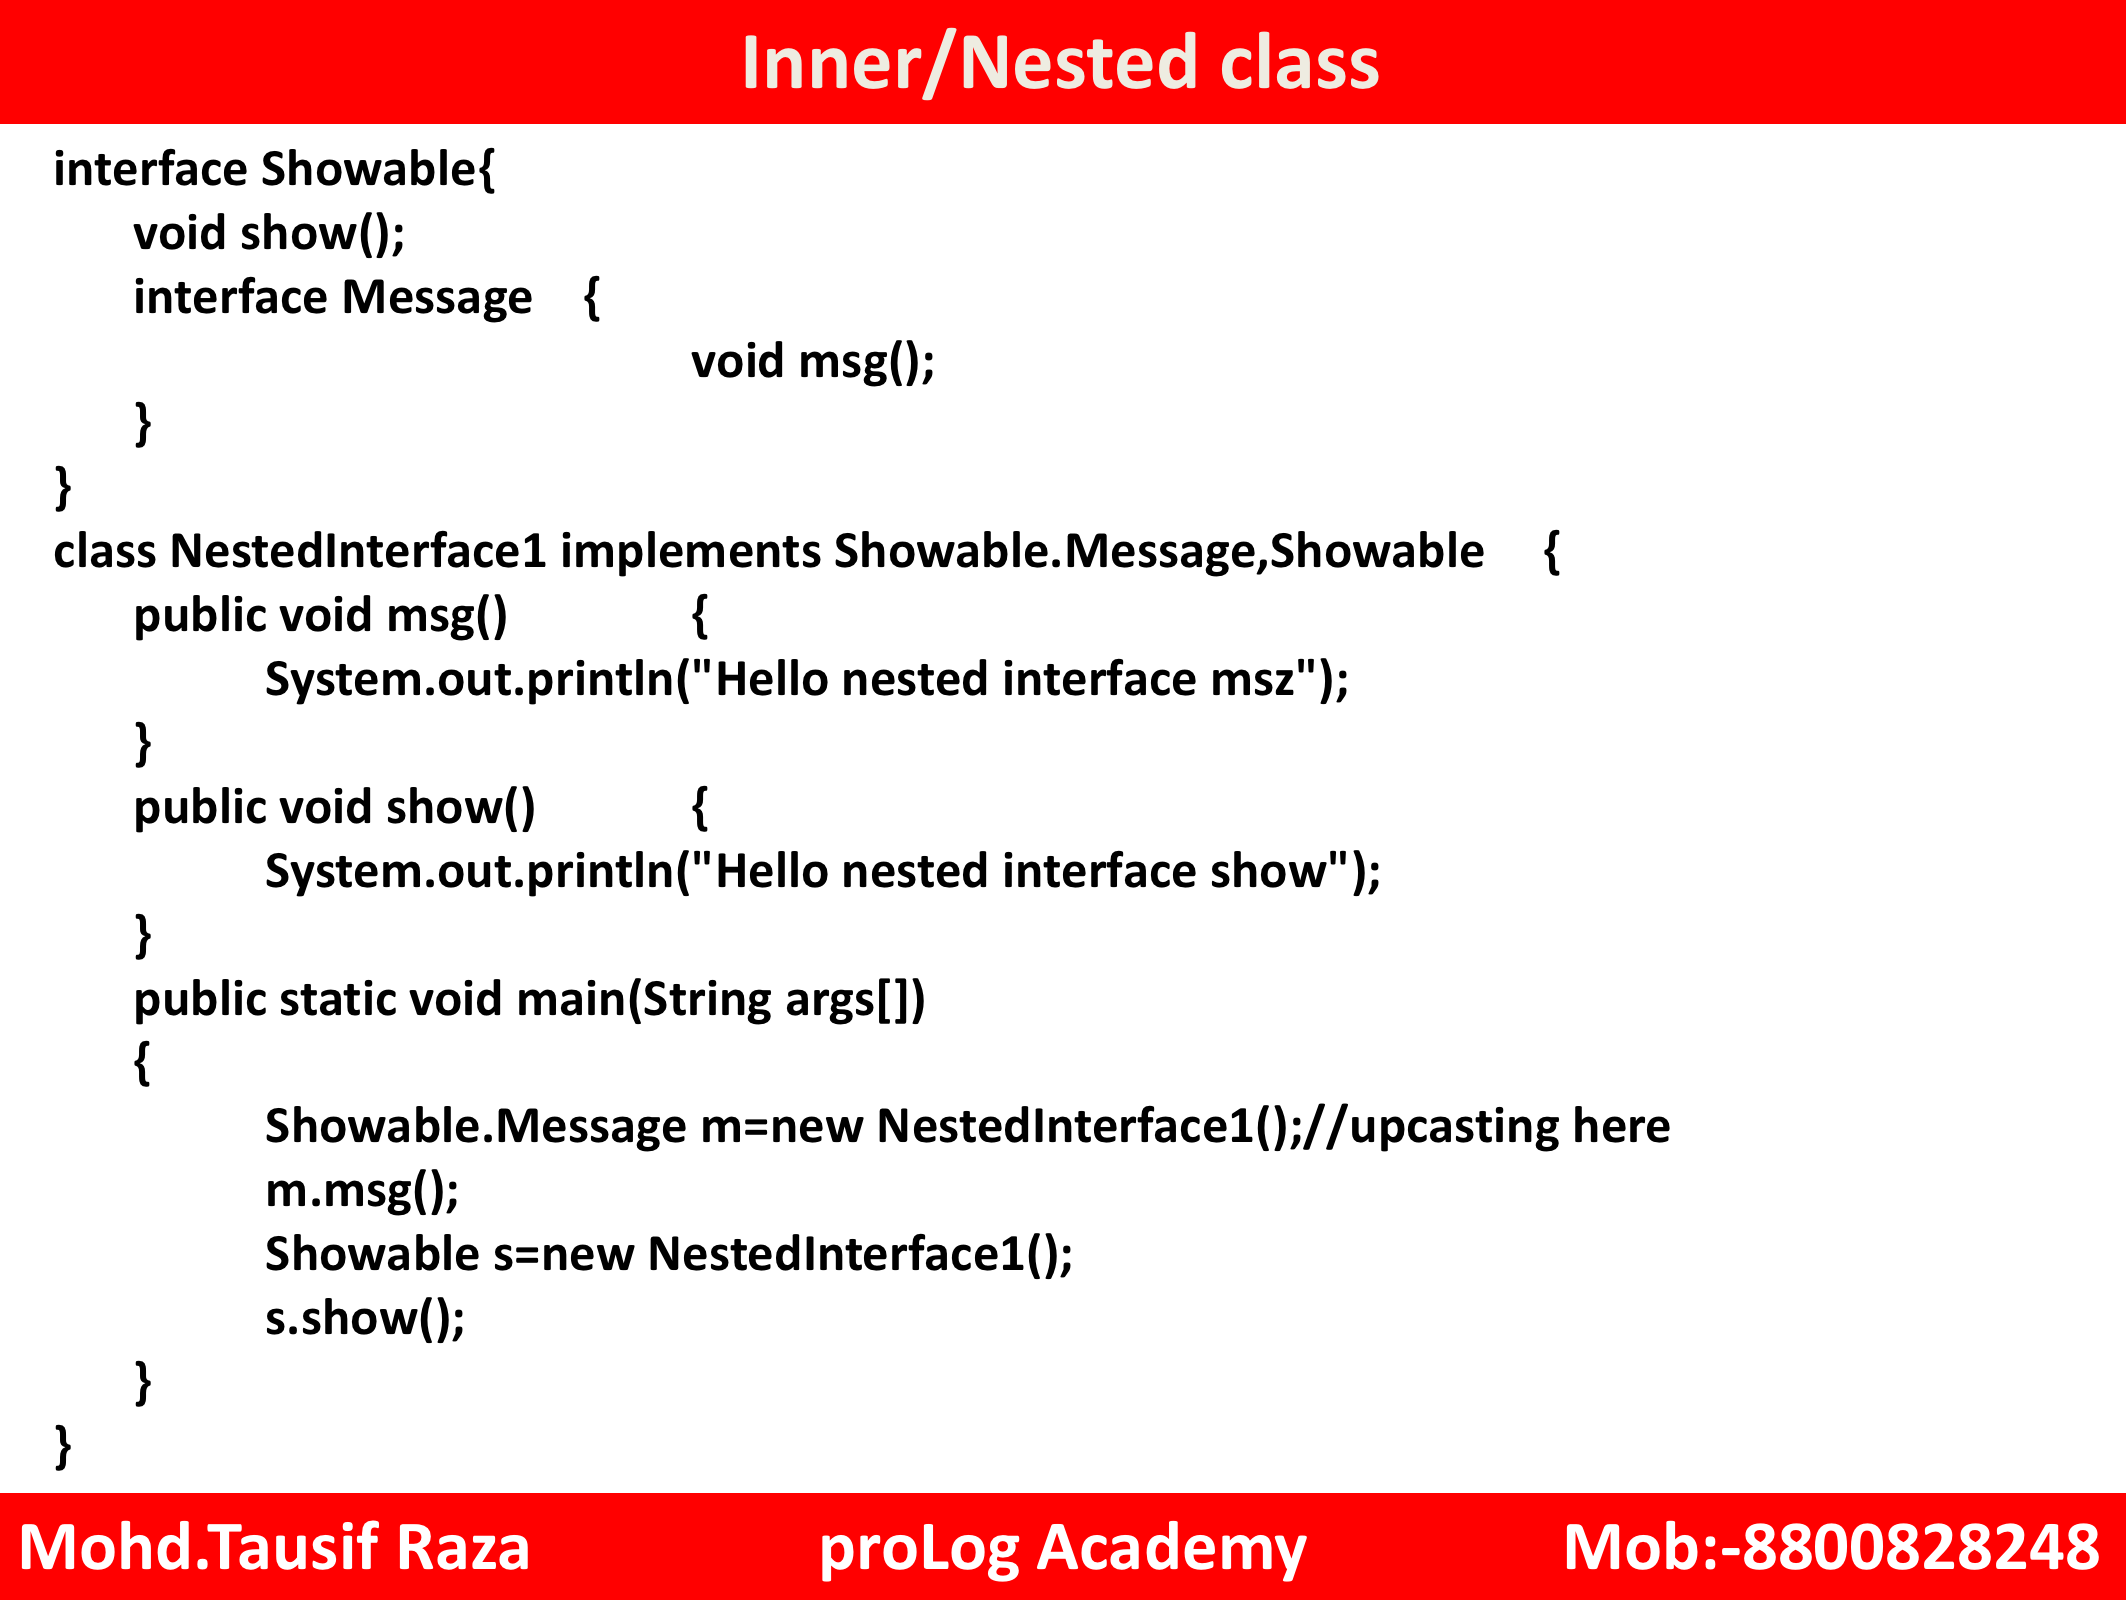 Inner/Nested class
interface Showable{
void show();
interface Message {
void msg();
}
}
class NestedInterface1 implements Showable.Message,Showable {
public void msg() {
System.out.println("Hello nested interface msz");
}
public void show() {
System.out.println("Hello nested interface show");
}
public static void main(String args[])
{
Showable.Message m=new NestedInterface1();//upcasting here
m.msg();
Showable s=new NestedInterface1();
s.show();
}
}
Mohd.Tausif Raza proLog Academy Mob:-8800828248